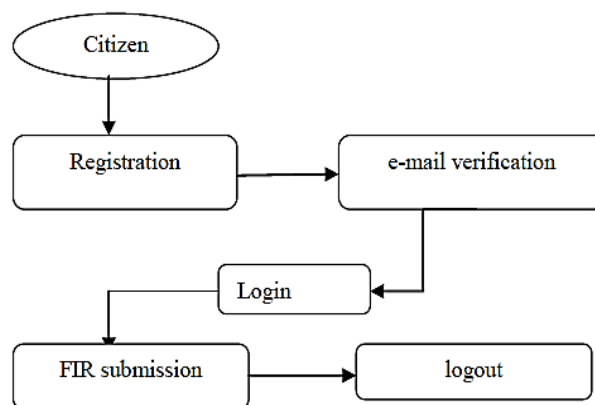 Citizen
Registration
e-mail verification
Login
FIR submission
logout